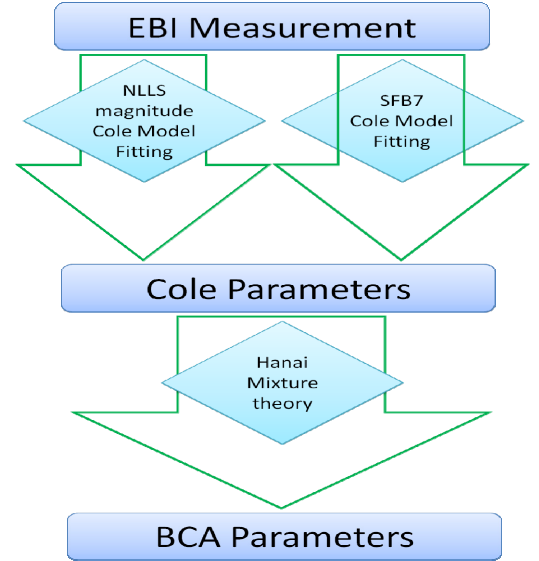 EBI Measurement
NLLS
magnitude
Cole Model
Fitting
SFB7
Cole Model
Fitting
Cole Parameters
Hanai
Mixture
theory
BCA Parameters